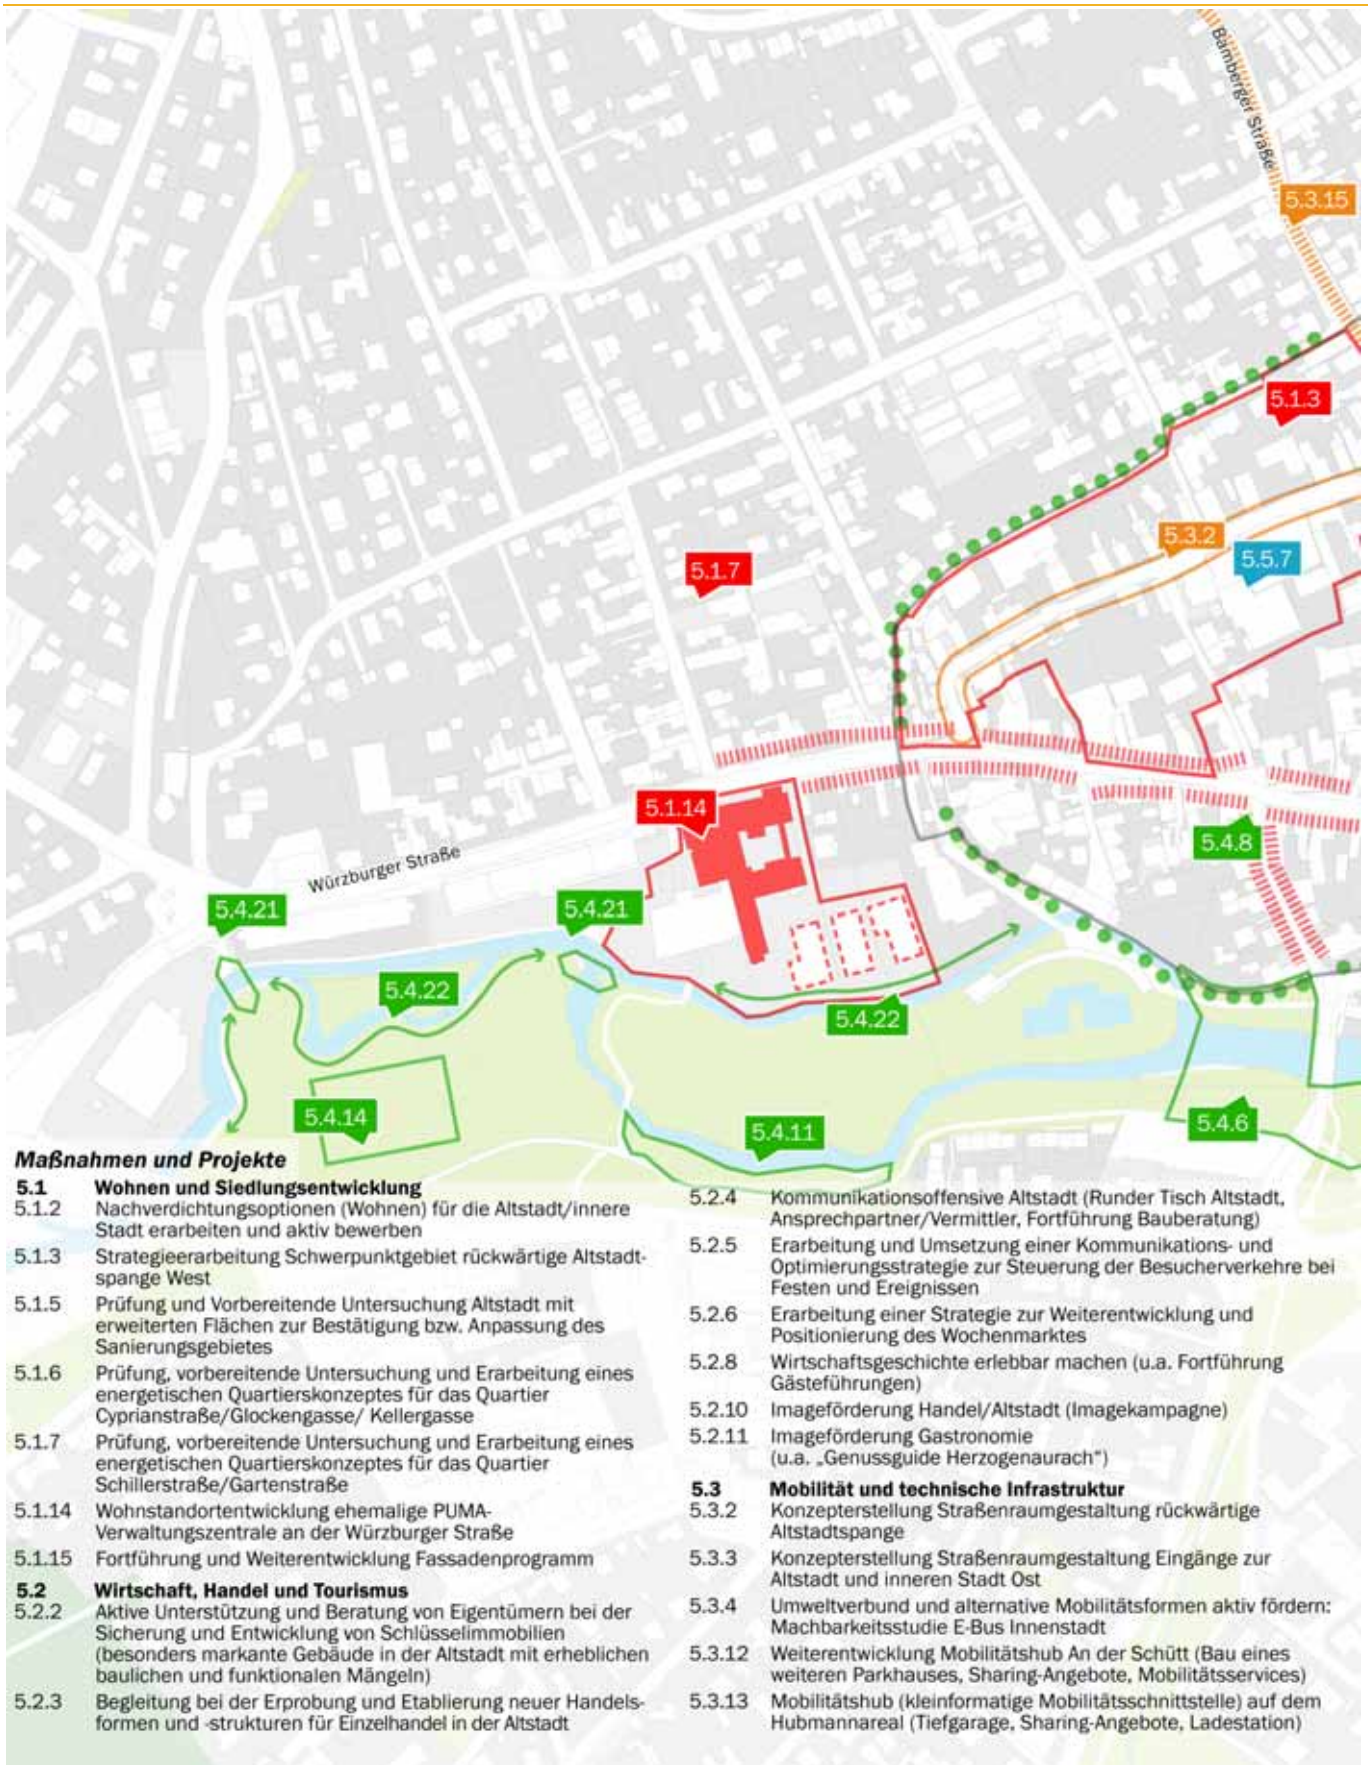 Bamberger Straße
5.3.15
5.1.3
5.3.2
5.5.7
5.1.7
5.1.14
5.4.8
Würzburger Straße
5.4.21
5.4.21
5.4.22
5.4.22
5.4.14
5.4.11
5.4.6
Maßnahmen und Projekte
5.1 Wohnen und Siedlungsentwicklung
5.1.2 Nachverdichtungsoptionen (Wohnen) für die Altstadt/innere
Stadt erarbeiten und aktiv bewerben
5.1.3 Strategieerarbeitung Schwerpunktgebiet rückwärtige Altstadt-
spange West
5.1.5 Prüfung und Vorbereitende Untersuchung Altstadt mit
erweiterten Flächen zur Bestätigung bzw. Anpassung des
Sanierungsgebietes
5.1.6 Prüfung, vorbereitende Untersuchung und Erarbeitung eines
energetischen Quartierskonzeptes für das Quartier
Cyprianstraße/Glockengasse/ Kellergasse
5.1.7 Prüfung, vorbereitende Untersuchung und Erarbeitung eines
energetischen Quartierskonzeptes für das Quartier
Schillerstraße/Gartenstraße
5.1.14 Wohnstandortentwicklung ehemalige PUMA-
Verwaltungszentrale an der Würzburger Straße
5.1.15 Fortführung und Weiterentwicklung Fassadenprogramm
5.2 Wirtschaft, Handel und Tourismus
5.2.2 Aktive Unterstützung und Beratung von Eigentümern bei der
Sicherung und Entwicklung von Schlüsselimmobilien
(besonders markante Gebäude in der Altstadt mit erheblichen
baulichen und funktionalen Mängeln)
5.2.3 Begleitung bei der Erprobung und Etablierung neuer Handels-
formen und -strukturen für Einzelhandel in der Altstadt
5.2.4 Kommunikationsoffensive Altstadt (Runder Tisch Altstadt,
Ansprechpartner/Vermittler, Fortführung Bauberatung)
5.2.5 Erarbeitung und Umsetzung einer Kommunikations- und
Optimierungsstrategie zur Steuerung der Besucherverkehre bei
Festen und Ereignissen
5.2.6 Erarbeitung einer Strategie zur Weiterentwicklung und
Positionierung des Wochenmarktes
5.2.8 Wirtschaftsgeschichte erlebbar machen (u.a. Fortführung
Gästeführungen)
5.2.10 Imageförderung Handel/Altstadt (Imagekampagne)
5.2.11 Imageförderung Gastronomie
(u.a. „Genussguide Herzogenaurach“)
5.3 Mobilität und technische Infrastruktur
5.3.2 Konzepterstellung Straßenraumgestaltung rückwärtige
Altstadtspange
5.3.3 Konzepterstellung Straßenraumgestaltung Eingänge zur
Altstadt und inneren Stadt Ost
5.3.4 Umweltverbund und alternative Mobilitätsformen aktiv fördern:
Machbarkeitsstudie E-Bus Innenstadt
5.3.12 Weiterentwicklung Mobilitätshub An der Schütt (Bau eines
weiteren Parkhauses, Sharing-Angebote, Mobilitätsservices)
5.3.13 Mobilitätshub (kleinformatige Mobilitätsschnittstelle) auf dem
Hubmannareal (Tiefgarage, Sharing-Angebote, Ladestation)